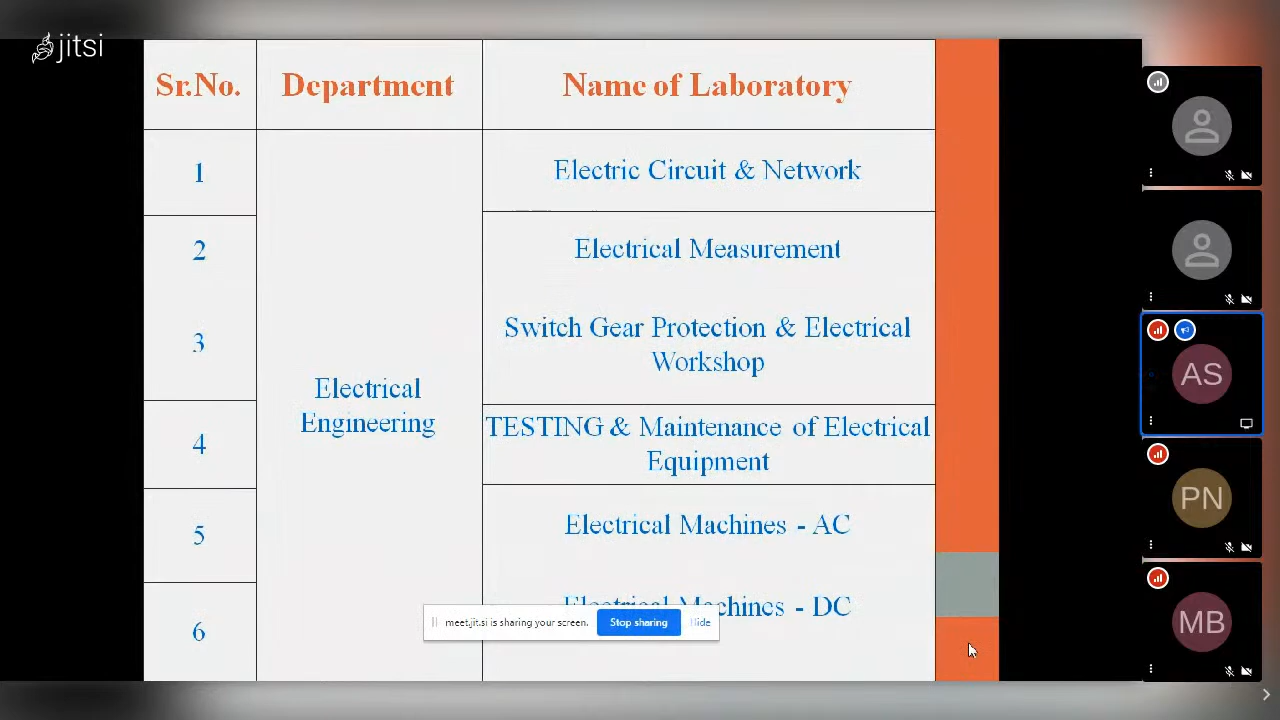 jitsi
Sr.No. Department Name of Laboratory
1 Electric Circuit & Network
2 Electrical Measurement
3 Switch Gear Protection & Electrical
Workshop
Electrical
Engineering
4 TESTING & Maintenance of Electrical
Equipment
5 Electrical Machines - AC
6 Electrical Machines - DC
meet.jit.si is sharing your screen. Stop sharing Hide
AS
PN
MB